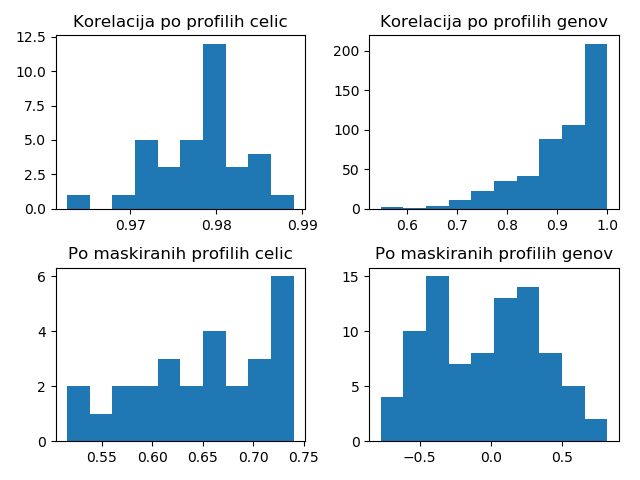 Korelacija po profilih celic
12.5
10.0
7.5
5.0
2.5
0.0
0.97 0.98 0.99
Korelacija po profilih genov
200
150
100
50
0
0.6 0.7 0.8 0.9 1.0
Po maskiranih profilih celic
6
4
2
0
0.55 0.60 0.65 0.70 0.75
Po maskiranih profilih genov
15
10
5
0
−0.5 0.0 0.5